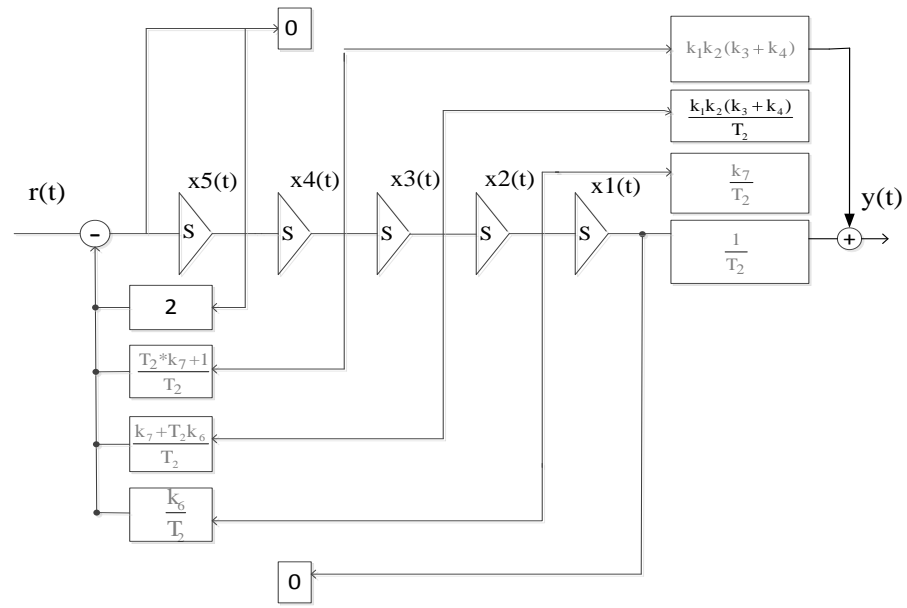 0
k₁k₂(k₃+k₄)
k₁k₂(k₃+k₄)
T₂
k₇
T₂
1
T₂
r(t)
x5(t)
x4(t)
x3(t)
x2(t)
x1(t)
y(t)
-
S
S
S
S
S
+
2
T₂*k₇+1
T₂
k₇+T₂k₆
T₂
k₆
T₂
0